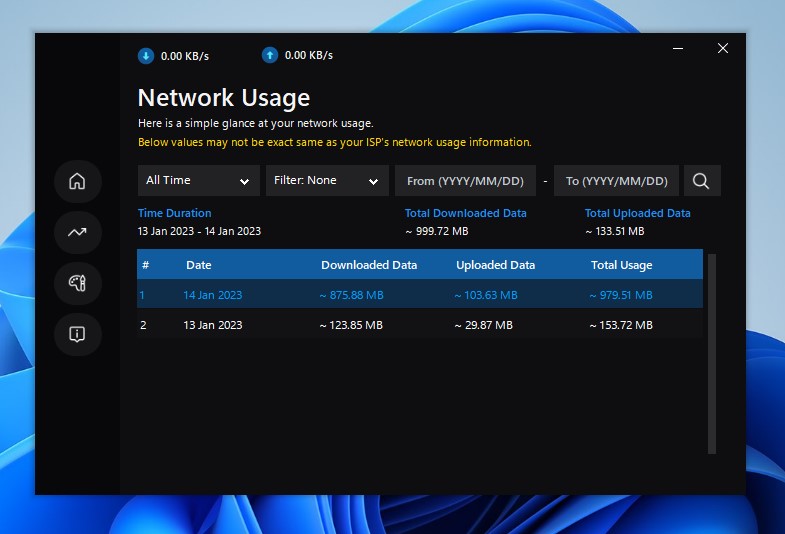 0.00 KB/s 0.00 KB/s
Network Usage
Here is a simple glance at your network usage.
Below values may not be exact same as your ISP's network usage information.
All Time Filter: None From (YYYY/MM/DD) - To (YYYY/MM/DD)
Time Duration Total Downloaded Data Total Uploaded Data
13 Jan 2023 - 14 Jan 2023 ~ 999.72 MB ~ 133.51 MB
# Date Downloaded Data Uploaded Data Total Usage
1 14 Jan 2023 ~ 875.88 MB ~ 103.63 MB ~ 979.51 MB
2 13 Jan 2023 ~ 123.85 MB ~ 29.87 MB ~ 153.72 MB